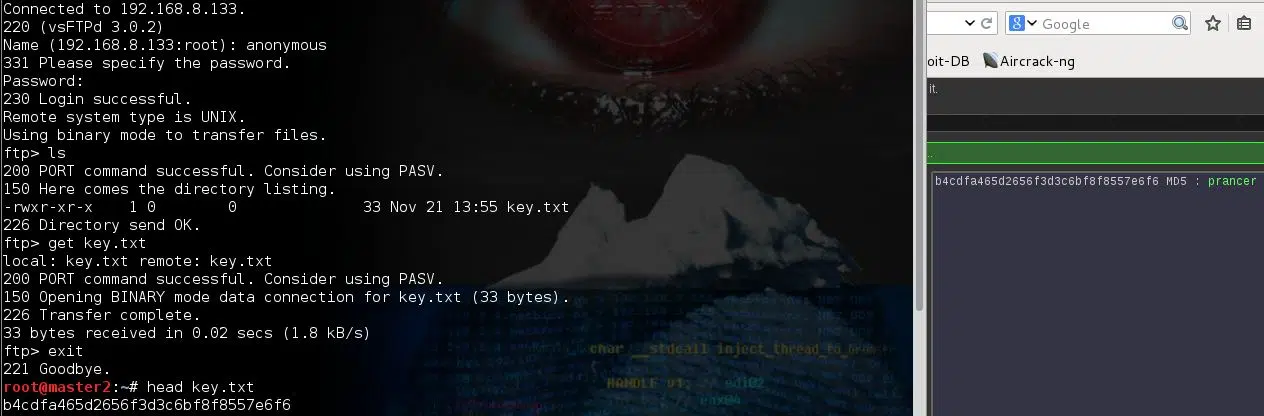 Connected to 192.168.8.133.
220 (vsFTPd 3.0.2)
Name (192.168.8.133:root): anonymous
331 Please specify the password.
Password:
230 Login successful.
Remote system type is UNIX.
Using binary mode to transfer files.
ftp> ls
200 PORT command successful. Consider using PASV.
150 Here comes the directory listing.
-rwxr-xr-x    1 0        0              33 Nov 21 13:55 key.txt
226 Directory send OK.
ftp> get key.txt
local: key.txt remote: key.txt
200 PORT command successful. Consider using PASV.
150 Opening BINARY mode data connection for key.txt (33 bytes).
226 Transfer complete.
33 bytes received in 0.02 secs (1.8 kB/s)
ftp> exit
221 Goodbye.
root@master2:~# head key.txt
b4cdfa465d2656f3d3c6bf8f8557e6f6
char __stdcall inject_thread_to
HANDLE v1; // edi02
Google
oit-DB Aircrack-ng
it.
..
b4cdfa465d2656f3d3c6bf8f8557e6f6 MD5 : prancer